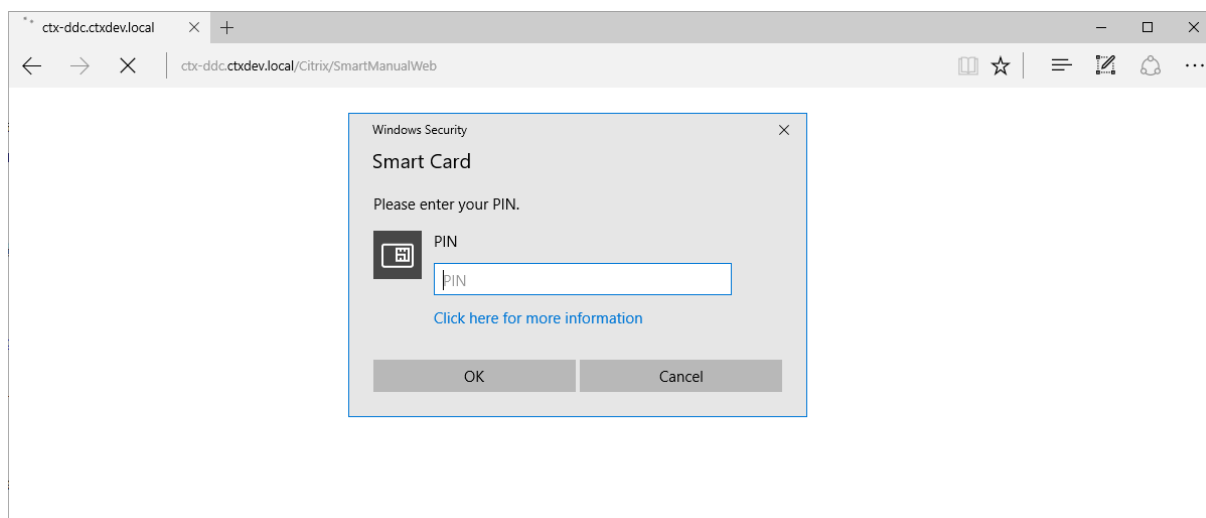 ctx-ddc.ctxdev.local
ctx-ddc.ctxdev.local/Citrix/SmartManualWeb
Windows Security
Smart Card
Please enter your PIN.
PIN
PIN
Click here for more information
OK Cancel